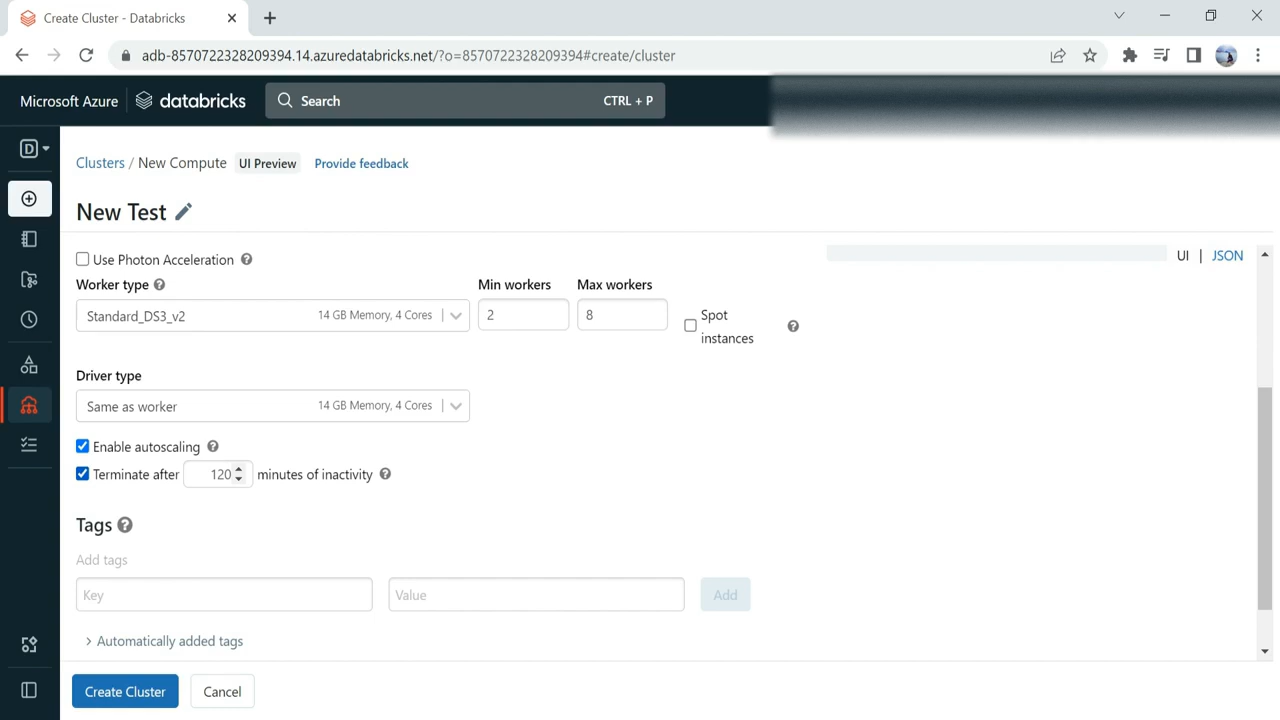 Create Cluster - Databricks
adb-8570722328209394.14.azuredatabricks.net/?o=8570722328209394#create/cluster
Microsoft Azure databricks Search CTRL + P
D
Clusters / New Compute UI Preview Provide feedback
New Test
UI | JSON
Use Photon Acceleration
Worker type Min workers Max workers
Standard_DS3_v2 14 GB Memory, 4 Cores 2 8 Spot
instances
Driver type
Same as worker 14 GB Memory, 4 Cores
Enable autoscaling
Terminate after 120 minutes of inactivity
Tags
Add tags
Key Value Add
Automatically added tags
Create Cluster Cancel